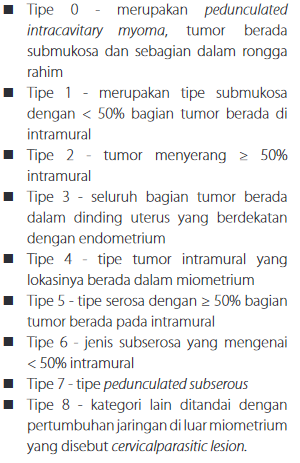 ■ Tipe 0 - merupakan pedunculated
intracavitary myoma, tumor berada
submukosa dan sebagian dalam rongga
rahim
■ Tipe 1 - merupakan tipe submukosa
dengan < 50% bagian tumor berada di
intramural
■ Tipe 2 - tumor menyerang ≥ 50%
intramural
■ Tipe 3 - seluruh bagian tumor berada
dalam dinding uterus yang berdekatan
dengan endometrium
■ Tipe 4 - tipe tumor intramural yang
lokasinya berada dalam miometrium
■ Tipe 5 - tipe serosa dengan ≥ 50% bagian
tumor berada pada intramural
■ Tipe 6 - jenis subserosa yang mengenai
< 50% intramural
■ Tipe 7 - tipe pedunculated subserous
■ Tipe 8 - kategori lain ditandai dengan
pertumbuhan jaringan di luar miometrium
yang disebut cervicalparasitic lesion.